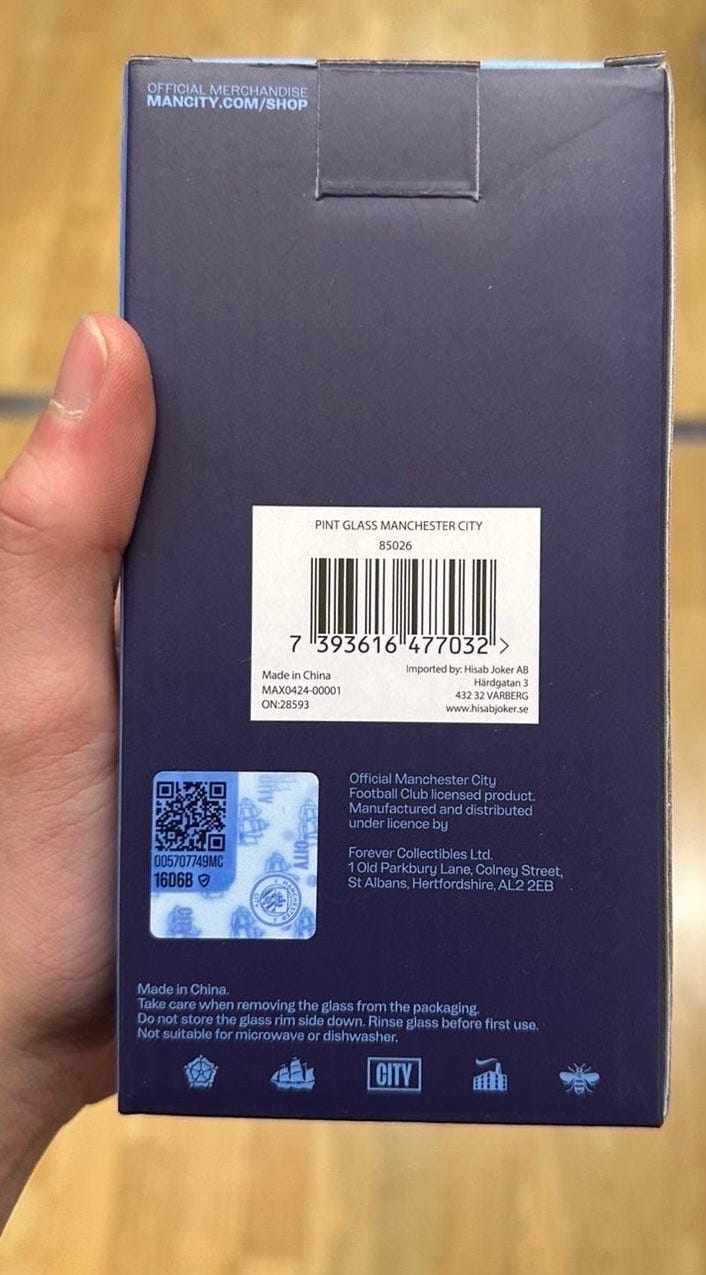 OFFICIAL MERCHANDISE
MANCITY.COM/SHOP
PINT GLASS MANCHESTER CITY
85026
7 393616 477032 >
Made in China
MAX0424-00001
ON:28593
Imported by: Hisab Joker AB
Härdgatan 3
432 32 VARBERG
www.hisabjoker.se
005707749MC
16D6B
CITY
MANCHESTER
CITY
Official Manchester City
Football Club licensed product.
Manufactured and distributed
under licence by
Forever Collectibles Ltd.
1 Old Parkbury Lane, Colney Street,
St Albans, Hertfordshire, AL2 2EB
Made in China.
Take care when removing the glass from the packaging.
Do not store the glass rim side down. Rinse glass before first use.
Not suitable for microwave or dishwasher.
CITY